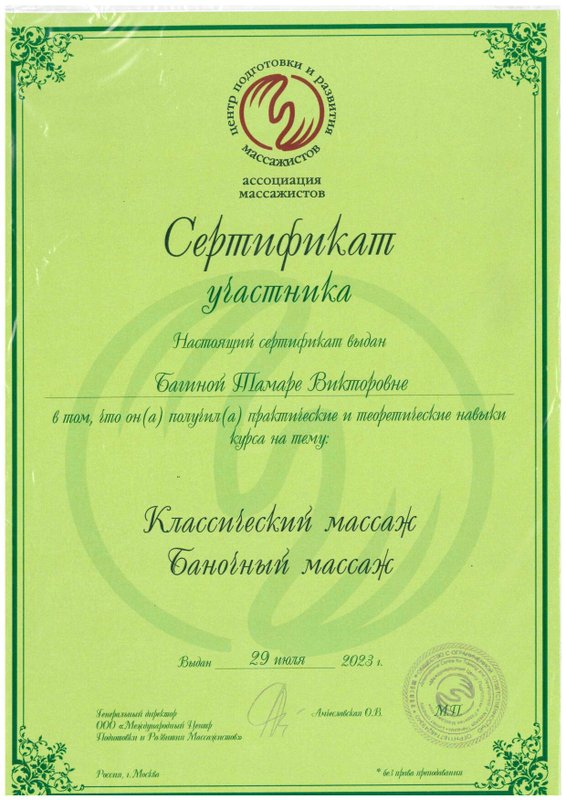 центр подготовки и развития
массажистов
ассоциация
массажистов
Сертификат
участника
Настоящий сертификат выдан
Багиной Тамаре Викторовне
в том, что он(а) получил(а) практические и теоретические навыки
курса на тему:
Классический массаж
Баночный массаж
Выдан 29 июля 2023 г.
Генеральный директор
ООО «Международный Центр
Подготовки и Развития Массажистов»
О.В.
М.П.
Россия, г. Москва
* без права преподавания